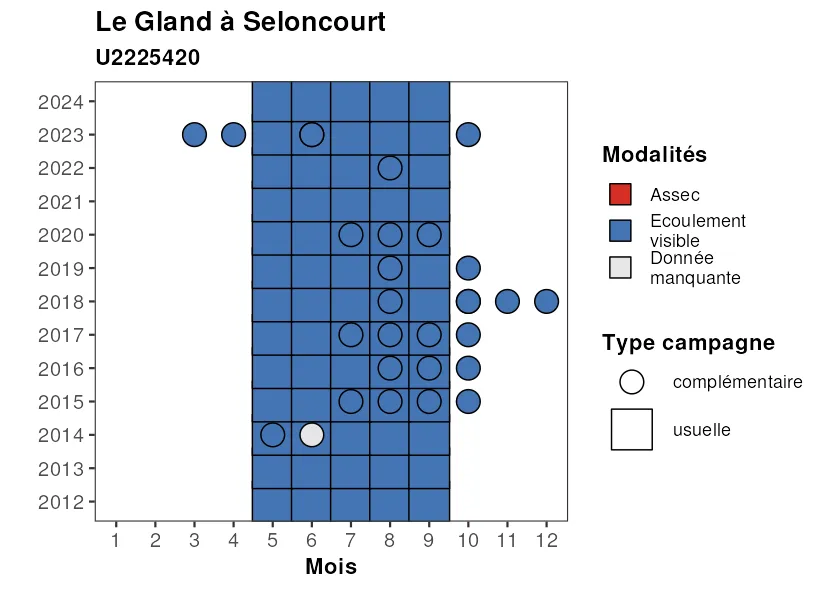 Le Gland à Seloncourt
U2225420
2024
2023
2022
2021
2020
2019
2018
2017
2016
2015
2014
2013
2012
1 2 3 4 5 6 7 8 9 10 11 12
Mois
Modalités
Assec
Ecoulement
visible
Donnée
manquante
Type campagne
complémentaire
usuelle